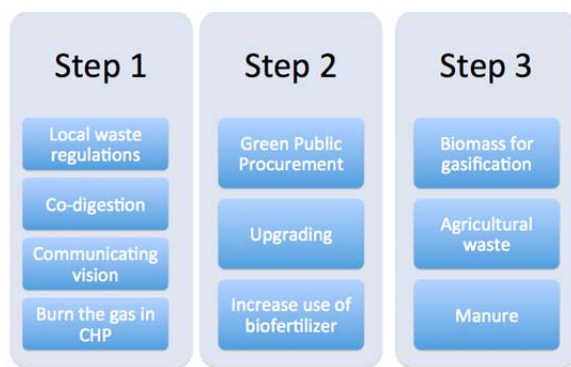 Step 1
Local waste
regulations
Co-digestion
Communicating
vision
Burn the gas in
CHP
Step 2
Green Public
Procurement
Upgrading
Increase use of
biofertilizer
Step 3
Biomass for
gasification
Agricultural
waste
Manure